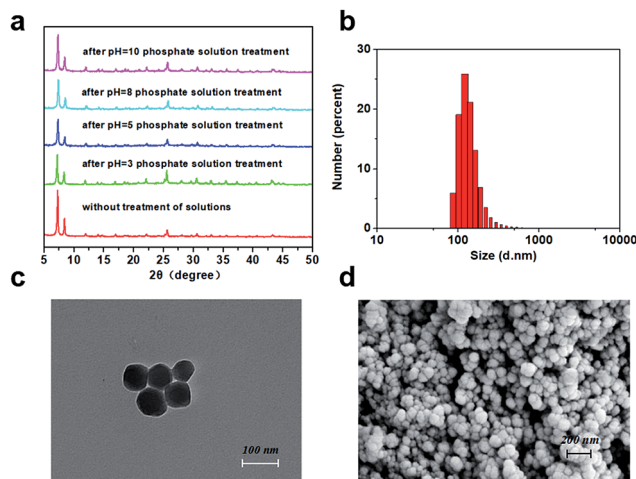 a
after pH=10 phosphate solution treatment
after pH=8 phosphate solution treatment
after pH=5 phosphate solution treatment
after pH=3 phosphate solution treatment
without treatment of solutions
5 10 15 20 25 30 35 40 45 50
2θ（degree）
b
Number (percent)
30
20
10
0
10 100 1000 10000
Size (d.nm)
c
100 nm
d
200 nm